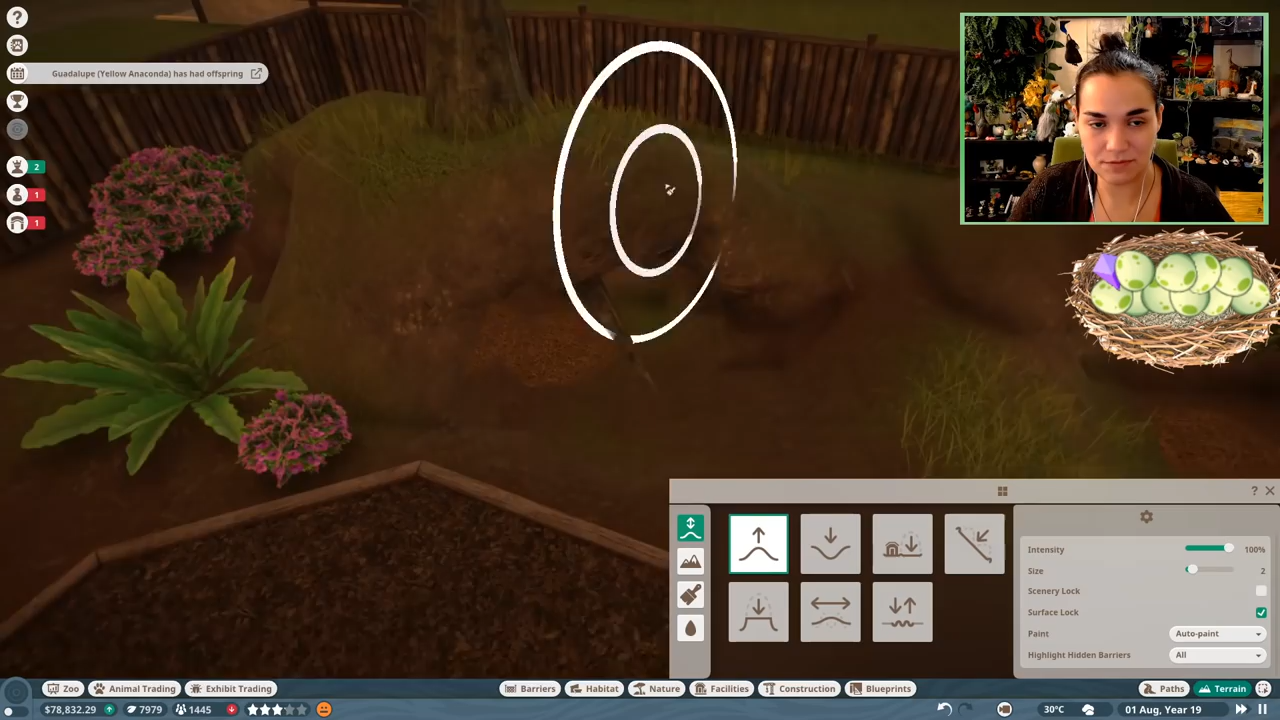 ?
Guadalupe (Yellow Anaconda) has had offspring
2
1
1
?
Intensity 100%
Size 2
Scenery Lock
Surface Lock
Paint Auto-paint
Highlight Hidden Barriers All
Zoo Animal Trading Exhibit Trading Barriers Habitat Nature Facilities Construction Blueprints Paths Terrain
$78,832.29 7979 1445 30°C 01 Aug, Year 19